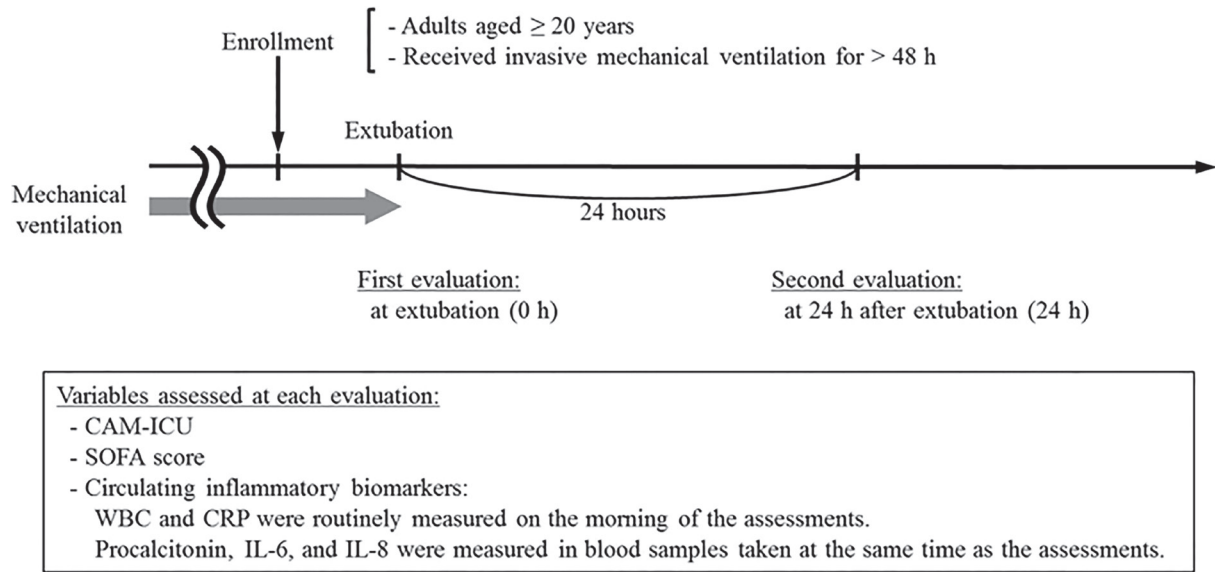 Enrollment
- Adults aged ≥ 20 years
- Received invasive mechanical ventilation for > 48 h
Extubation
Mechanical
ventilation
24 hours
First evaluation:
at extubation (0 h)
Second evaluation:
at 24 h after extubation (24 h)
Variables assessed at each evaluation:
- CAM-ICU
- SOFA score
- Circulating inflammatory biomarkers:
WBC and CRP were routinely measured on the morning of the assessments.
Procalcitonin, IL-6, and IL-8 were measured in blood samples taken at the same time as the assessments.